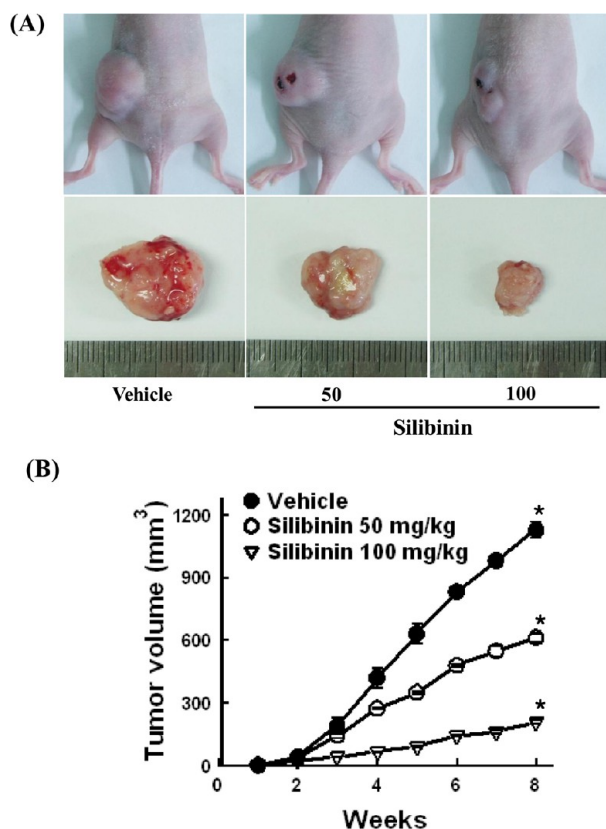 (A)
Vehicle
50
100
Silibinin
(B)
Tumor volume (mm³)
1200
900
600
300
0
Vehicle
Silibinin 50 mg/kg
Silibinin 100 mg/kg
*
*
*
0 2 4 6 8
Weeks